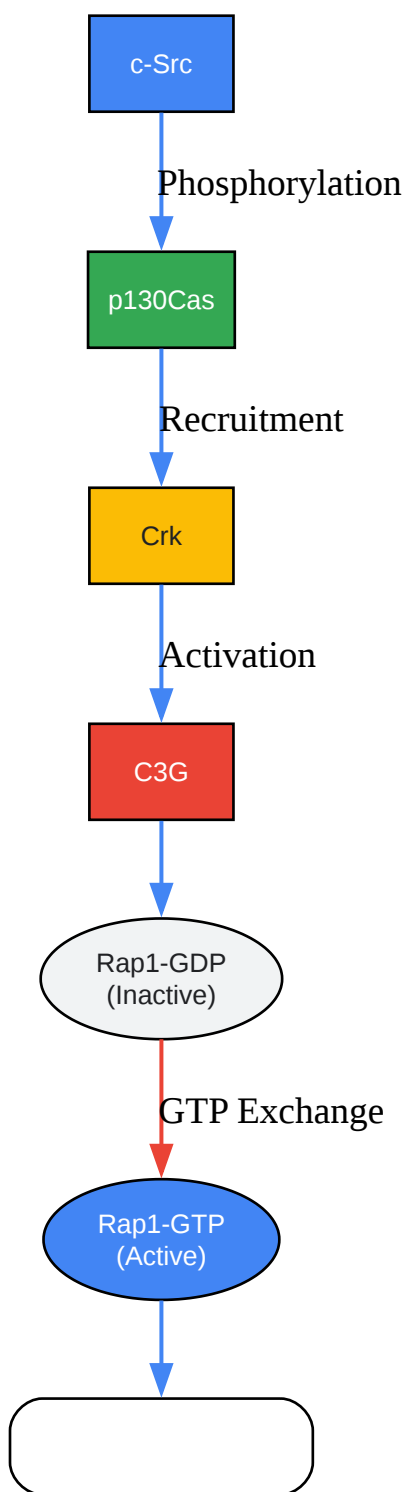 c-Src
Phosphorylation
p130Cas
Recruitment
Crk
Activation
C3G
Rap1-GDP
(Inactive)
GTP Exchange
Rap1-GTP
(Active)